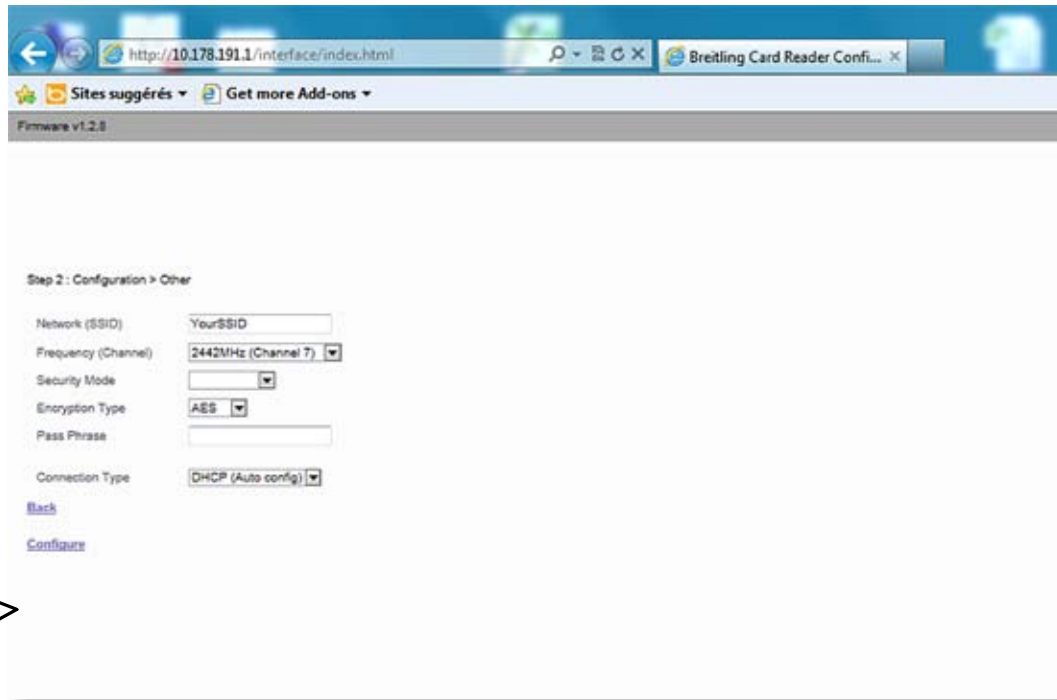 http://10.178.191.1/interface/index.html
Breitling Card Reader Confi...
Sites suggérés Get more Add-ons
Firmware v1.2.8
Step 2 : Configuration > Other
Network (SSID) YourSSID
Frequency (Channel) 2442MHz (Channel 7)
Security Mode
Encryption Type AES
Pass Phrase
Connection Type DHCP (Auto config)
Back
Configure
>